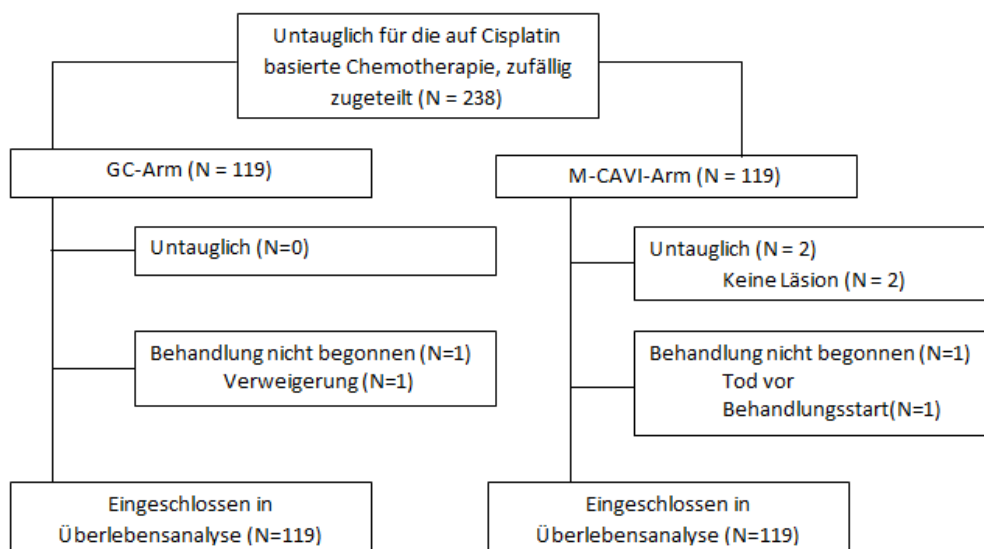 Untauglich für die auf Cisplatin
basierte Chemotherapie, zufällig
zugeteilt (N = 238)
GC-Arm (N = 119)
M-CAVI-Arm (N = 119)
Untauglich (N=0)
Untauglich (N = 2)
Keine Läsion (N = 2)
Behandlung nicht begonnen (N=1)
Verweigerung (N=1)
Behandlung nicht begonnen (N=1)
Tod vor
Behandlungsstart(N=1)
Eingeschlossen in
Überlebensanalyse (N=119)
Eingeschlossen in
Überlebensanalyse (N=119)